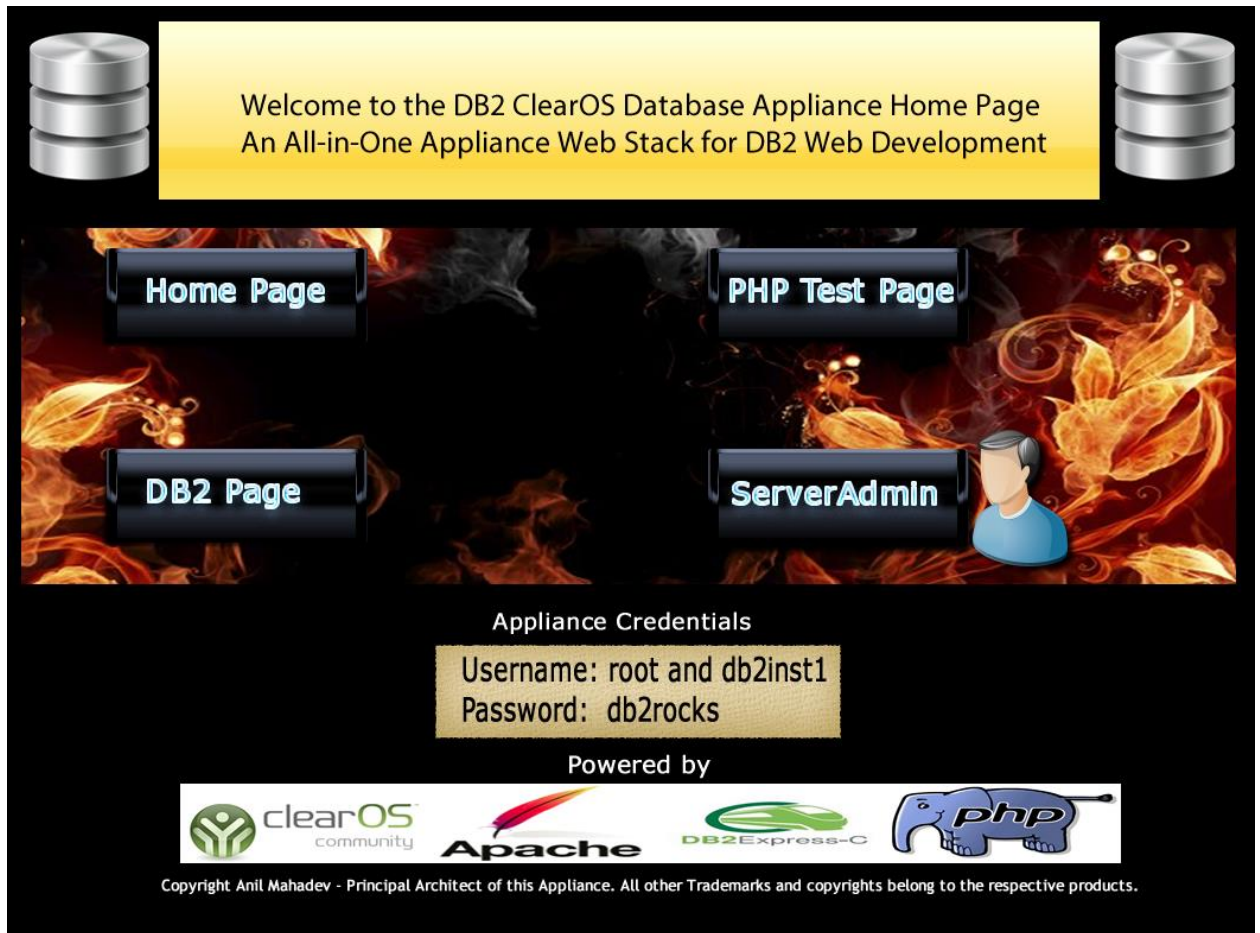 Welcome to the DB2 ClearOS Database Appliance Home Page
An All-in-One Appliance Web Stack for DB2 Web Development
Home Page
PHP Test Page
DB2 Page
ServerAdmin
Appliance Credentials
Username: root and db2inst1
Password: db2rocks
Powered by
clearOS community
Apache
DB2Express-C
php
Copyright Anil Mahadev - Principal Architect of this Appliance. All other Trademarks and copyrights belong to the respective products.